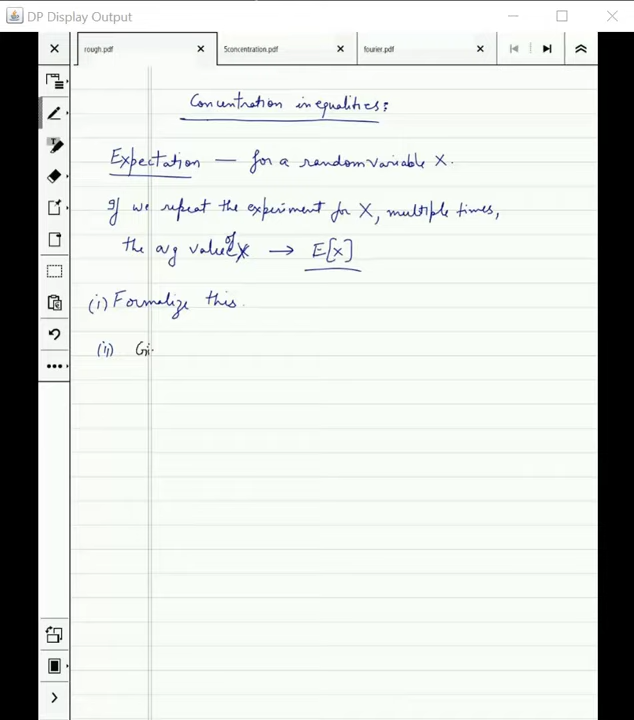 DP Display Output
rough.pdf
5concentration.pdf
fourier.pdf
Concentration inequalities:
Expectation — for a random variable X.
If we repeat the experiment for X, multiple times,
the avg value of X → E[X]
(i) Formalize this.
(ii) Gi